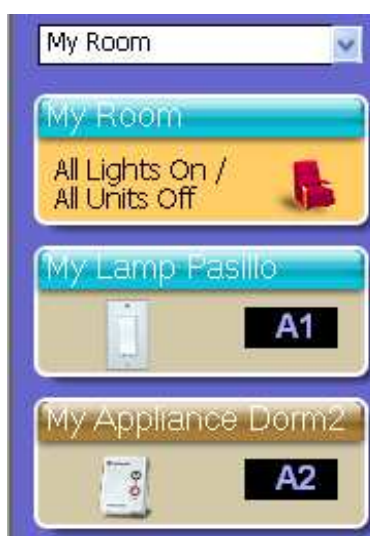 My Room
My Room
All Lights On /
All Units Off
My Lamp Pasillo
A1
My Appliance Dorm2
A2